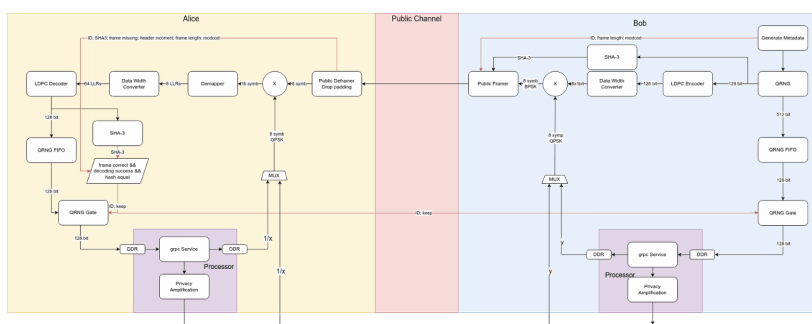 Alice
Public Channel
Bob
ID; SHA3; frame missing; header incorrect; frame length; modcod
ID; frame length; modcod
Generate Metadata
SHA-3
SHA-3
LDPC Decoder
64 LLRs
Data Width
Converter
8 LLRs
Demapper
16 symb
X
8 symb
Public Deframer
Drop padding
Public Framer
8 symb
BPSK
X
8x
Data Width
Converter
128 bit
LDPC Encoder
128 bit
QRNG
128 bit
SHA-3
SHA-3
8 symb
QPSK
8 symb
QPSK
512 bit
QRNG FIFO
frame correct &&
decoding success &&
hash equal
QRNG FIFO
128 bit
MUX
MUX
128 bit
ID; keep
ID; keep
QRNG Gate
QRNG Gate
128 bit
DDR
grpc Service
DDR
1/x
1/x
y
y
DDR
grpc Service
DDR
128 bit
Processor
Processor
Privacy
Amplification
Privacy
Amplification